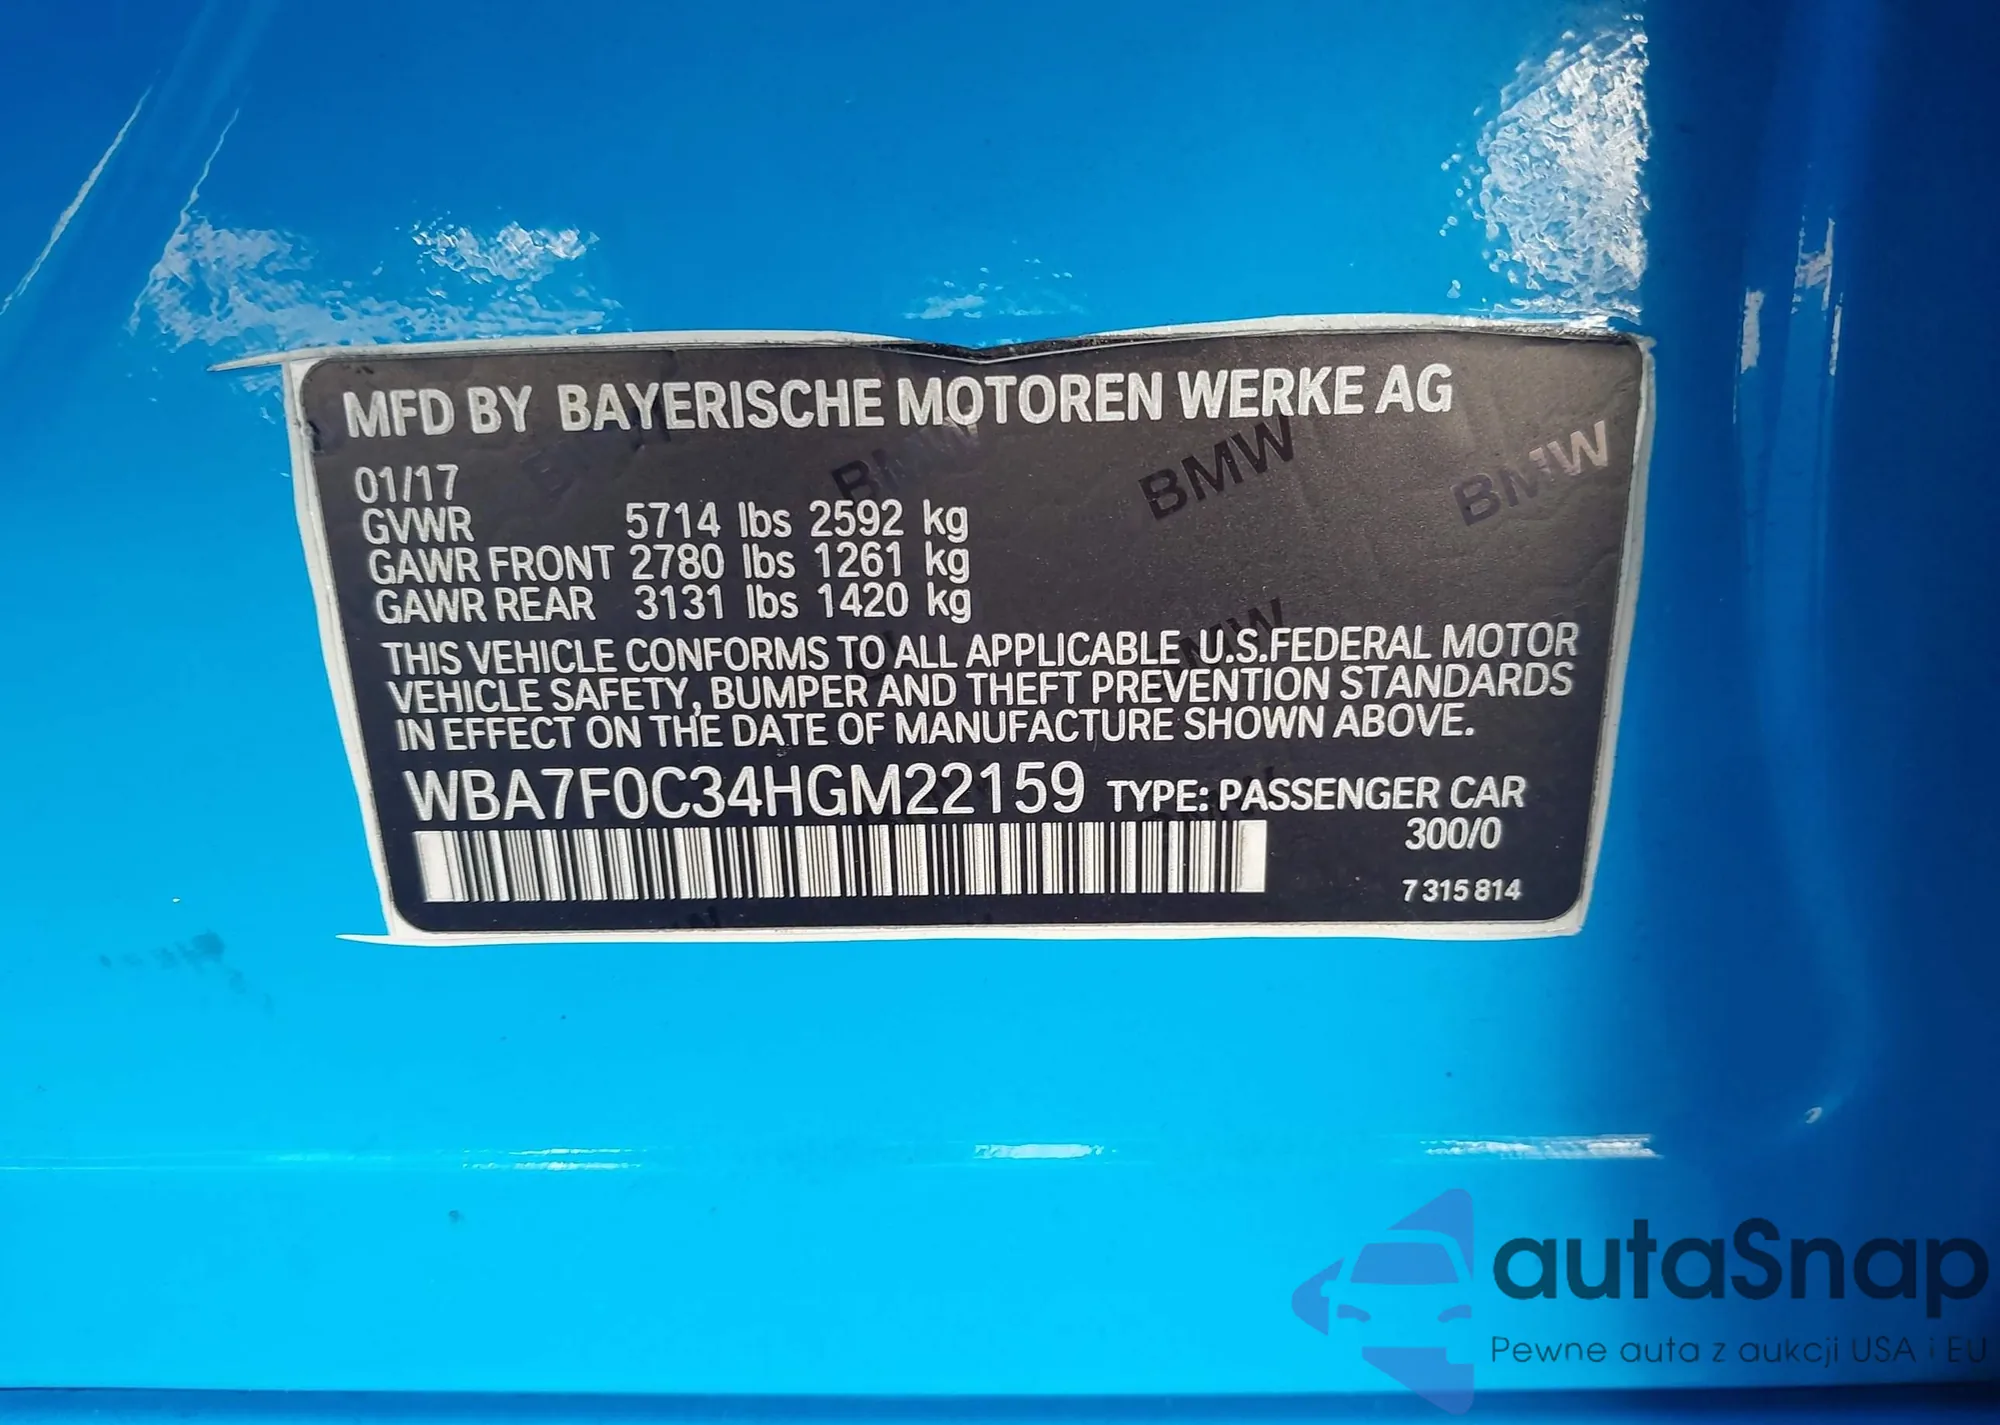 MFD BY BAYERISCHE MOTOREN WERKE AG
01/17
GVWR 5714 lbs 2592 kg
GAWR FRONT 2780 lbs 1261 kg
GAWR REAR 3131 lbs 1420 kg
THIS VEHICLE CONFORMS TO ALL APPLICABLE U.S.FEDERAL MOTOR
VEHICLE SAFETY, BUMPER AND THEFT PREVENTION STANDARDS
IN EFFECT ON THE DATE OF MANUFACTURE SHOWN ABOVE.
WBA7F0C34HGM22159 TYPE: PASSENGER CAR
300/0
7 315 814
BMW
BMW
BMW
BMW
autaSnap
Pewne auta z aukcji USA i EU